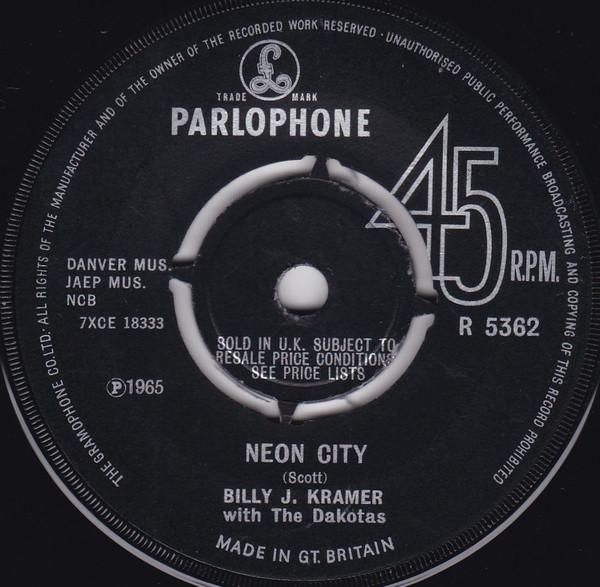 THE GRAMOPHONE CO. LTD. ALL RIGHTS OF THE MANUFACTURER AND OF THE OWNER OF THE RECORDED WORK RESERVED · UNAUTHORISED PUBLIC PERFORMANCE BROADCASTING AND COPYING OF THIS RECORD PROHIBITED
£
TRADE MARK
PARLOPHONE
45
R.P.M.
DANVER MUS.
JAEP MUS.
NCB
7XCE 18333
R 5362
SOLD IN U.K. SUBJECT TO
RESALE PRICE CONDITIONS
SEE PRICE LISTS
℗1965
NEON CITY
(Scott)
BILLY J. KRAMER
with The Dakotas
MADE IN GT. BRITAIN